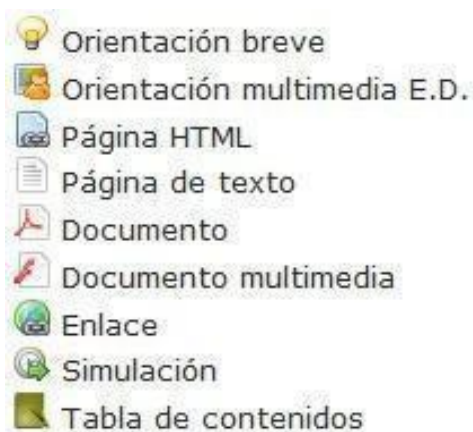 Orientación breve
Orientación multimedia E.D.
Página HTML
Página de texto
Documento
Documento multimedia
Enlace
Simulación
Tabla de contenidos